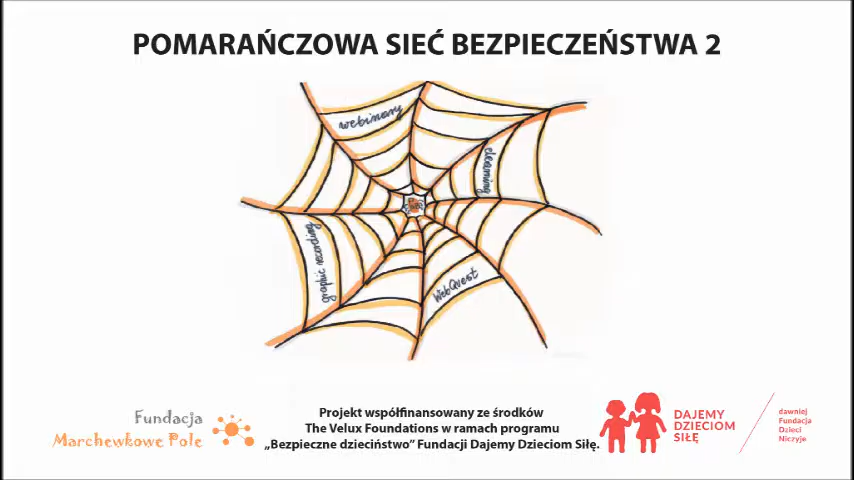 POMARAŃCZOWA SIEĆ BEZPIECZEŃSTWA 2
webinary
elearning
graphic recording
WebQuest
Fundacja
Marchewkowe Pole
Projekt współfinansowany ze środków
The Velux Foundations w ramach programu
„Bezpieczne dzieciństwo” Fundacji Dajemy Dzieciom Siłę.
DAJEMY
DZIECIOM
SIŁĘ
dawniej
Fundacja
Dzieci
Niczyje